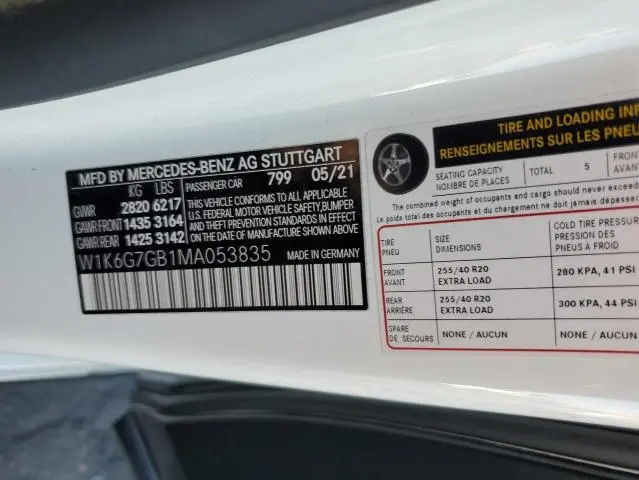 MFD BY MERCEDES-BENZ AG STUTTGART
KG LBS PASSENGER CAR 799 05/21
GVWR 2820 6217
GAWR FRONT 1435 3164
GAWR REAR 1425 3142
THIS VEHICLE CONFORMS TO ALL APPLICABLE
U.S. FEDERAL MOTOR VEHICLE SAFETY,BUMPER
AND THEFT PREVENTION STANDARDS IN EFFECT
ON THE DATE OF MANUFACTURE SHOWN ABOVE
W1K6G7GB1MA053835 MADE IN GERMANY
TIRE AND LOADING
RENSEIGNEMENTS SUR LES PNEU
SEATING CAPACITY
NOMBRE DE PLACES
TOTAL 5
FRONT
AVANT
The combined weight of occupants and cargo should never exceed
Le poids total des occupants et du chargement ne doit jamais
TIRE
PNEU
SIZE
DIMENSIONS
COLD TIRE
PRESSION DES
PNEUS À FROID
FRONT
AVANT
255/40 R20
EXTRA LOAD
280 KPA, 41 PSI
REAR
ARRIÈRE
255/40 R20
EXTRA LOAD
300 KPA, 44 PSI
SPARE
DE SECOURS
NONE / AUCUN
NONE / AUCUN